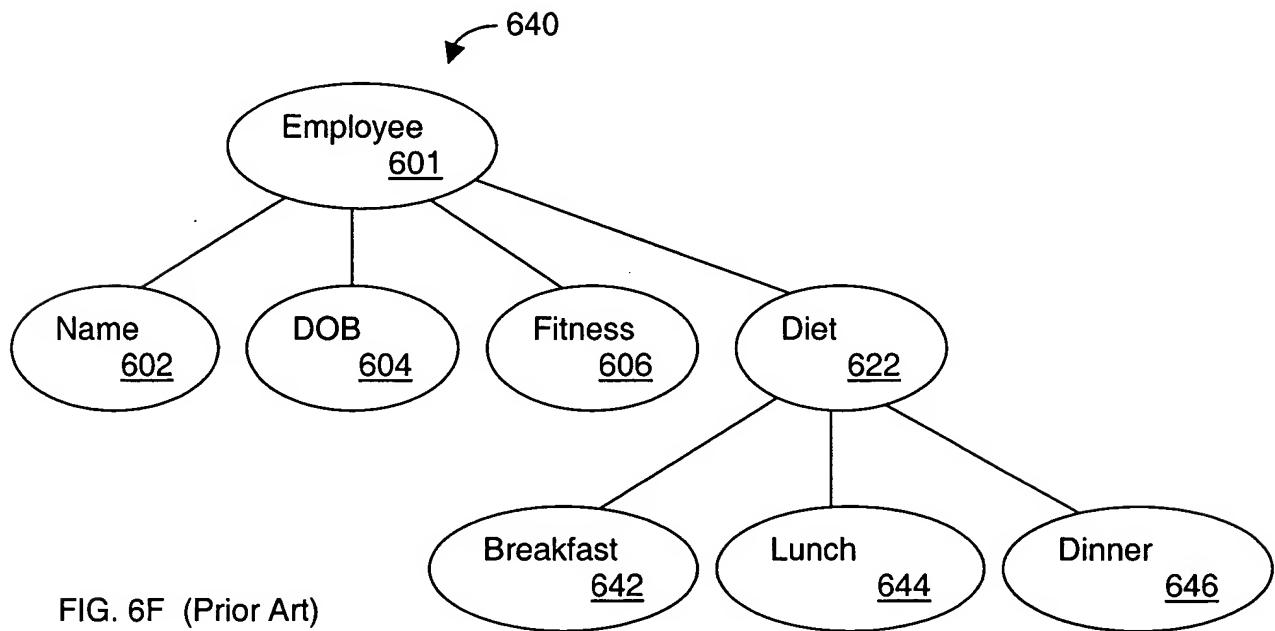 640
Employee
601
Name
602
DOB
604
Fitness
606
Diet
622
Breakfast
642
Lunch
644
Dinner
646
FIG. 6F (Prior Art)